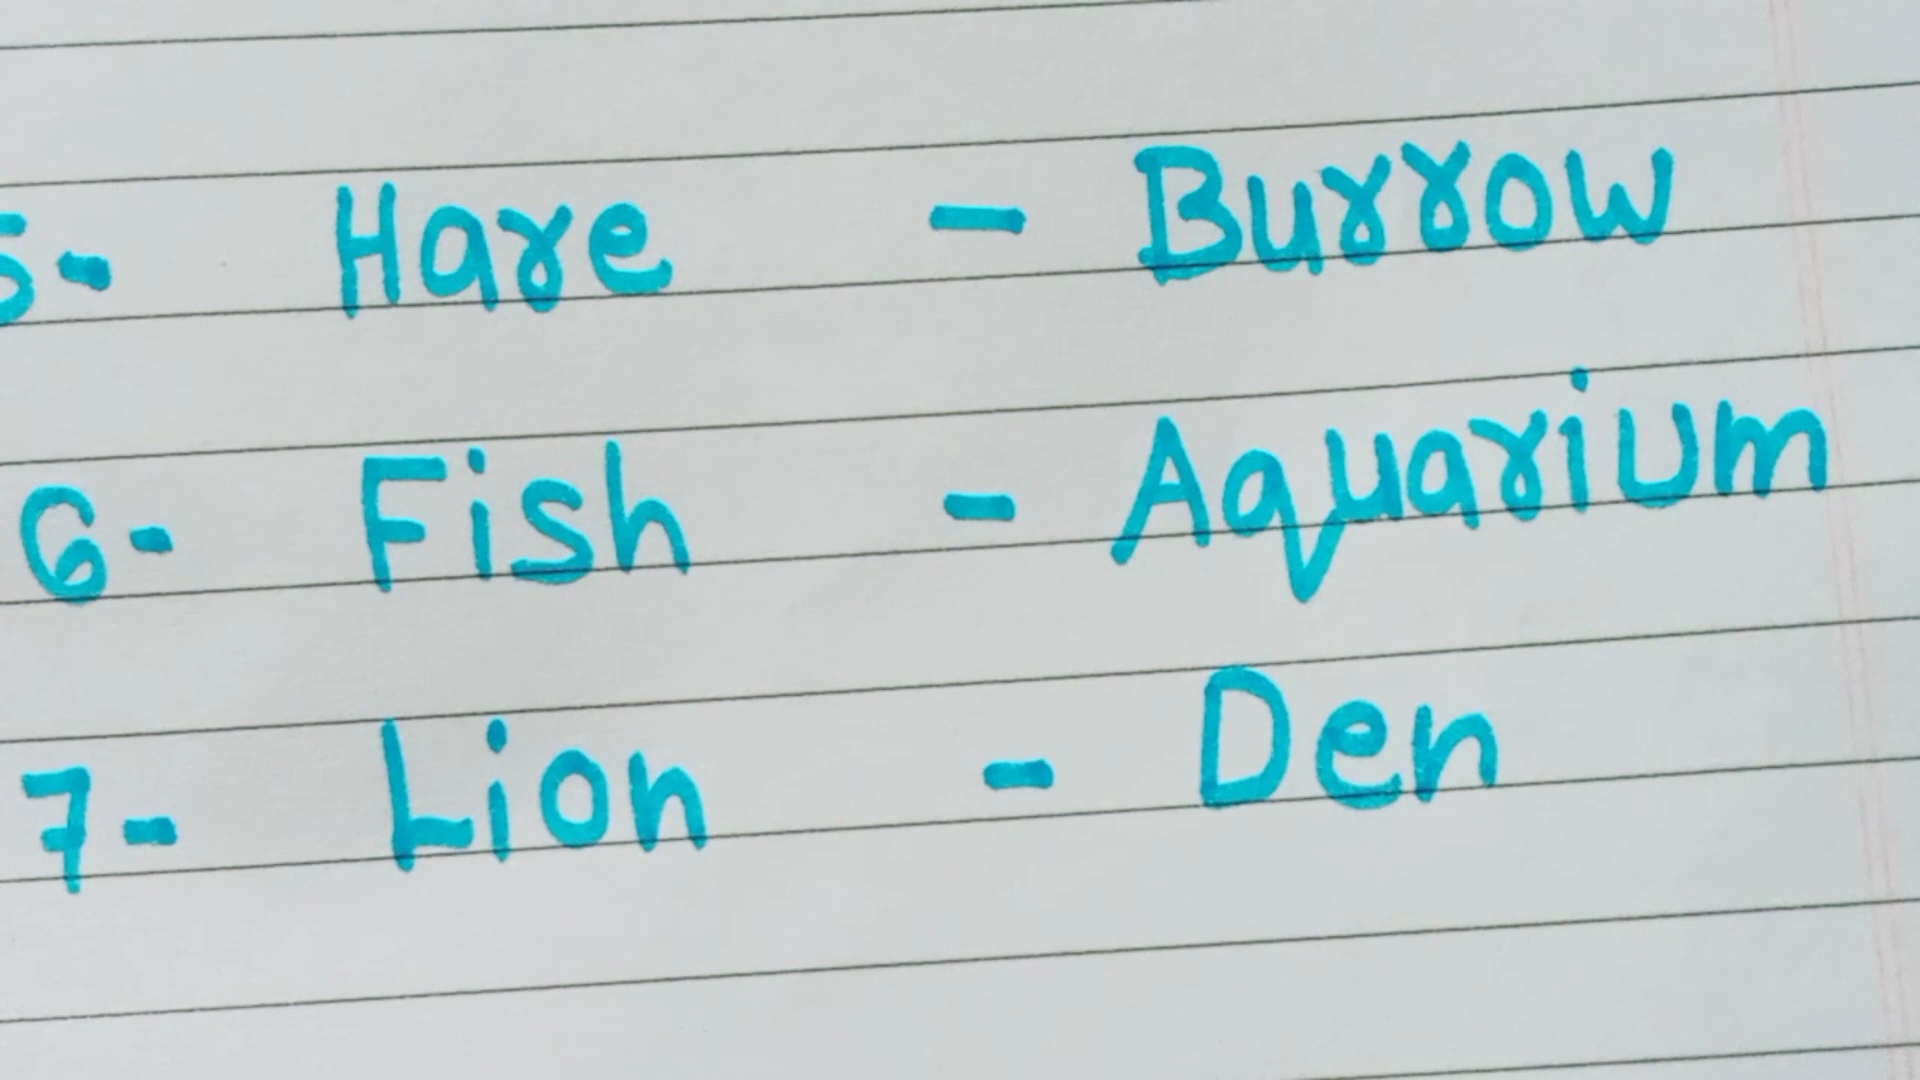 5- Hare - Burrow
6- Fish - Aquarium
7- Lion - Den